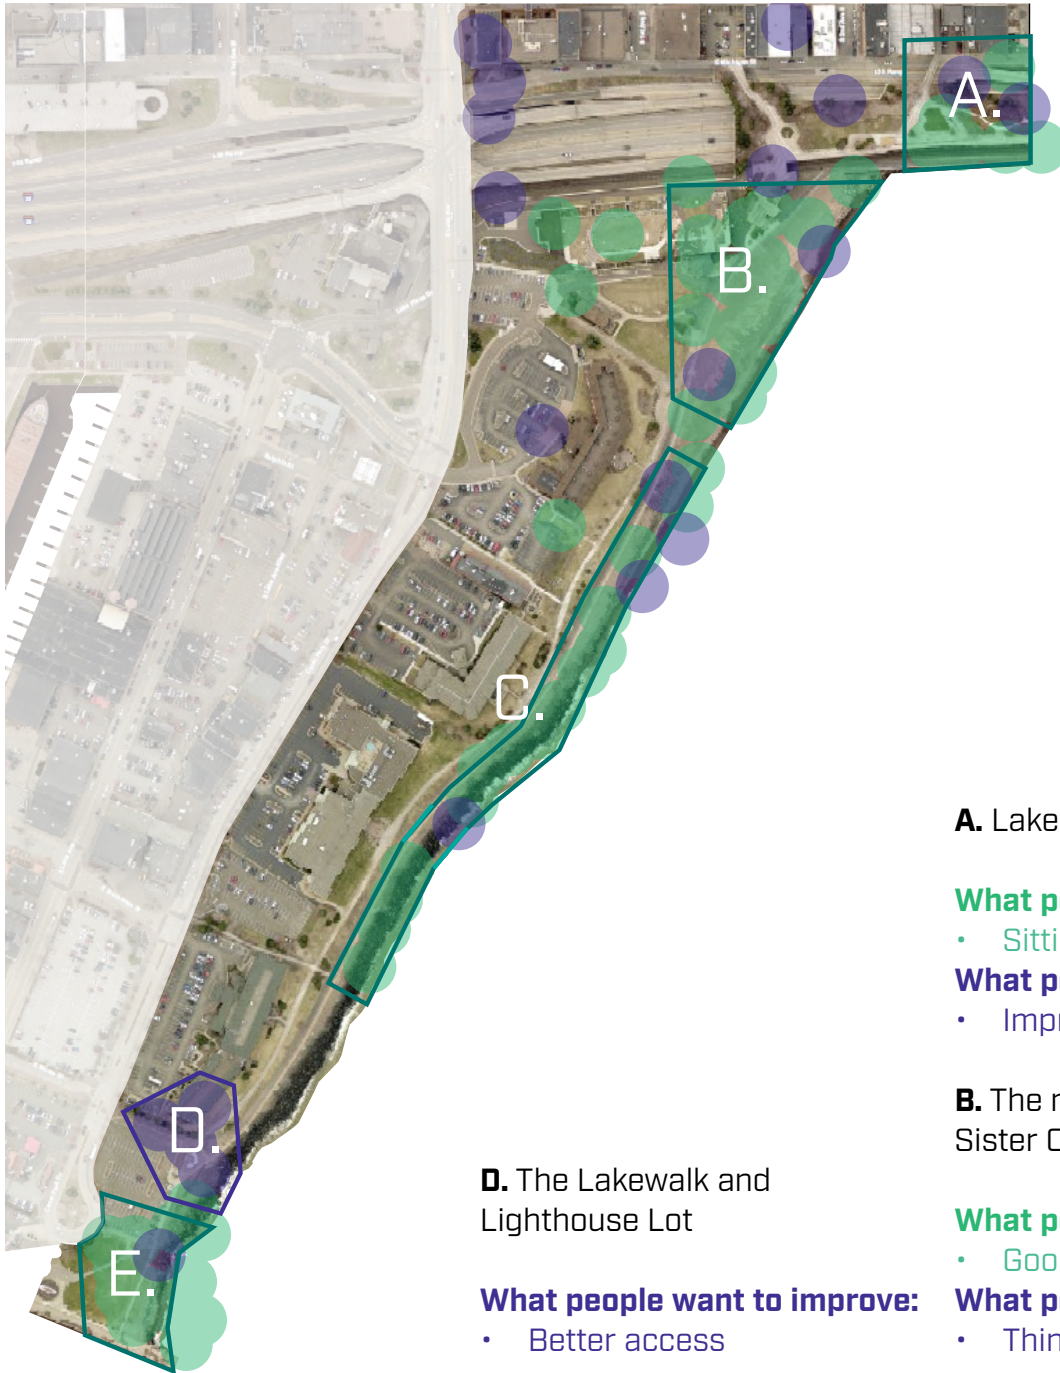 A.
B.
C.
D.
E.
A. Lake
What p
• Sitti
What p
• Impr
B. The r
Sister C
What p
• Goo
What p
• Thin
D. The Lakewalk and
Lighthouse Lot
What people want to improve:
• Better access